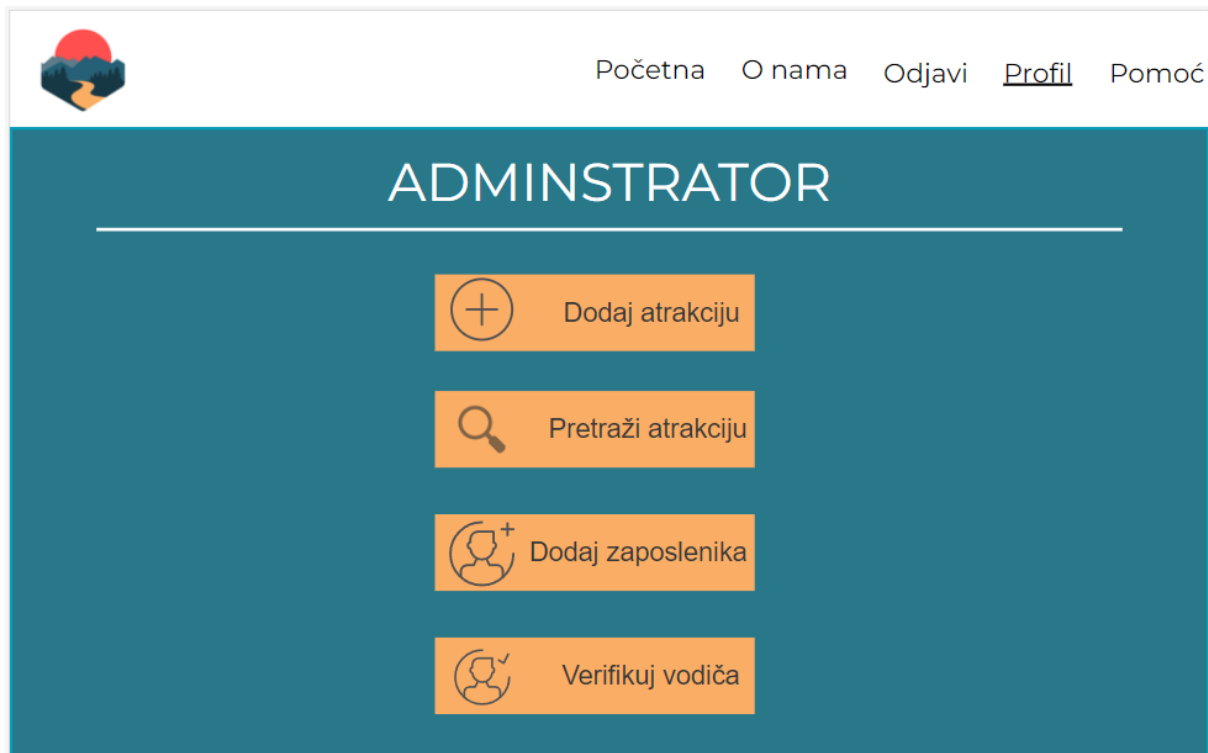 Početna O nama Odjavi Profil Pomoć
ADMINSTRATOR
Dodaj atrakciju
Pretraži atrakciju
Dodaj zaposlenika
Verifikuj vodiča